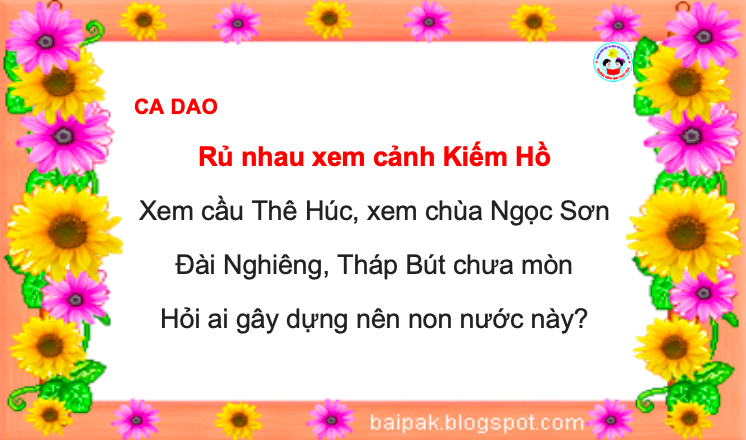 CA DAO
Rủ nhau xem cảnh Kiếm Hồ
Xem cầu Thê Húc, xem chùa Ngọc Sơn
Đài Nghiêng, Tháp Bút chưa mòn
Hỏi ai gây dựng nên non nước này?
baipak.blogspot.com